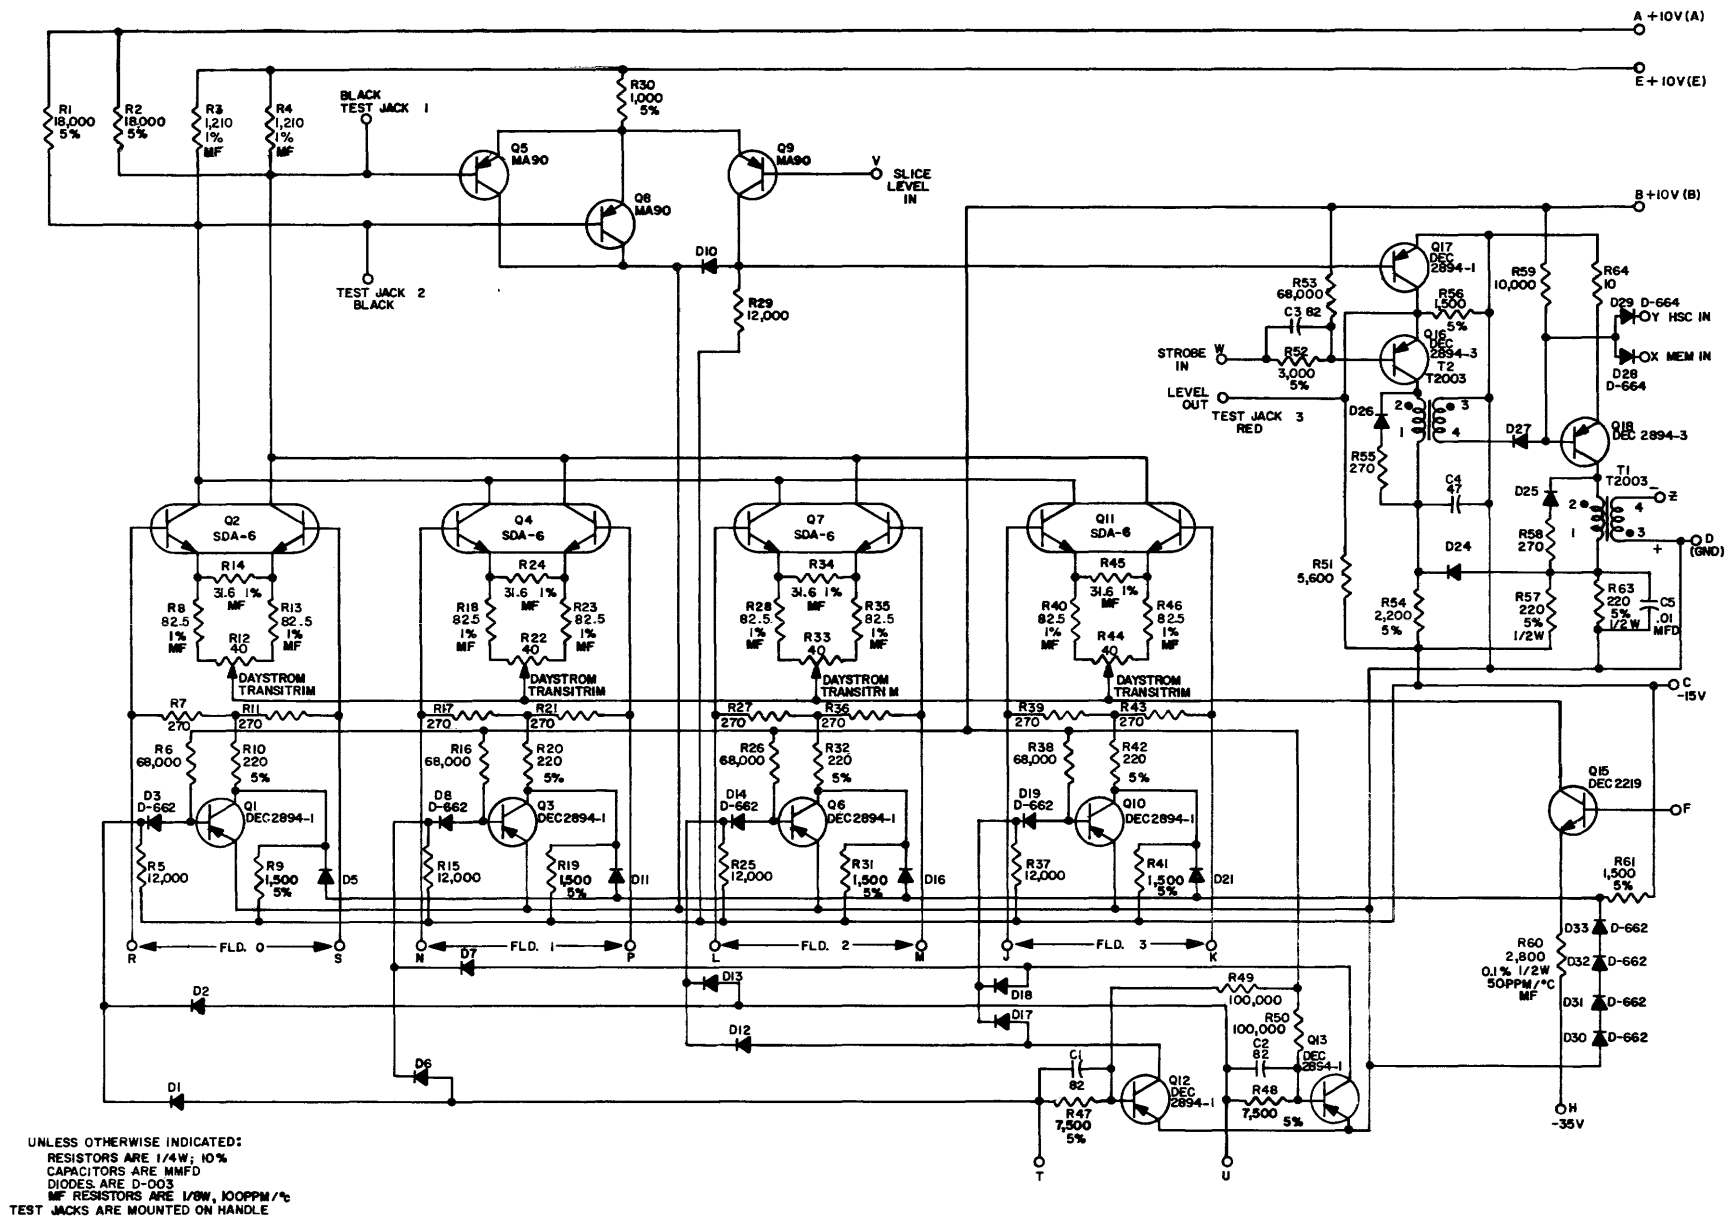 A +10V(A)
E +10V(E)
R1
18,000
5%
R2
18,000
5%
R3
1,210
1%
MF
R4
1,210
1%
MF
BLACK
TEST JACK 1
R30
1,000
5%
Q5
MA90
Q9
MA90
V
SLICE
LEVEL
IN
Q8
MA90
B +10V(B)
TEST JACK 2
BLACK
D10
R29
12,000
Q17
DEC
2894-1
R53
68,000
C3 82
R56
1,500
5%
R59
10,000
R64
10
D29 D-664
Y HSC IN
X MEM IN
D28
D-664
STROBE
IN
W
R52
3,000
5%
Q16
DEC
2894-3
T2
T2003
LEVEL
OUT
TEST JACK 3
RED
D26
2
1
3
4
D27
Q18
DEC 2894-3
R55
270
C4
47
D25
T1
T2003
2
1
4
3
-
Z
+
D
(GND)
R58
270
D24
R51
5,600
R54
2,200
5%
R57
220
5%
1/2W
R63
220
5%
1/2W
C5
.01
MFD
C
-15V
Q2
SDA-6
Q4
SDA-6
Q7
SDA-6
Q11
SDA-6
R14
31.6 1%
MF
R24
31.6 1%
MF
R34
31.6 1%
MF
R45
31.6 1%
MF
R8
82.5
1%
MF
R13
82.5
1%
MF
R18
82.5
1%
MF
R23
82.5
1%
MF
R28
82.5
1%
MF
R35
82.5
1%
MF
R40
82.5
1%
MF
R46
82.5
1%
MF
R12
40
R22
40
R33
40
R44
40
DAYSTROM
TRANSITRIM
DAYSTROM
TRANSITRIM
DAYSTROM
TRANSITRIM
DAYSTROM
TRANSITRIM
R7
270
R11
270
R17
270
R21
270
R27
270
R36
270
R39
270
R43
270
R6
68,000
R10
220
5%
R16
68,000
R20
220
5%
R26
68,000
R32
220
5%
R38
68,000
R42
220
5%
D3
D-662
Q1
DEC2894-1
D8
D-662
Q3
DEC2894-1
D14
D-662
Q6
DEC2894-1
D19
D-662
Q10
DEC2894-1
Q15
DEC2219
F
R5
12,000
R9
1,500
5%
D5
R15
12,000
R19
1,500
5%
D11
R25
12,000
R31
1,500
5%
D16
R37
12,000
R41
1,500
5%
D21
R61
1,500
5%
FLD. 0
FLD. 1
FLD. 2
FLD. 3
R
S
N
P
L
M
J
K
D33
D-662
D32
D-662
D31
D-662
D30
D-662
R60
2,800
0.1% 1/2W
50PPM/°C
MF
D7
D13
D18
D2
D17
D12
R49
100,000
R50
100,000
D6
D1
C1
82
Q12
DEC
2894-1
C2
82
Q13
DEC
2894-1
R47
7,500
5%
R48
7,500
5%
H
-35V
T
U
UNLESS OTHERWISE INDICATED:
RESISTORS ARE 1/4W; 10%
CAPACITORS ARE MMFD
DIODES ARE D-003
MF RESISTORS ARE 1/8W, 100PPM/°C
TEST JACKS ARE MOUNTED ON HANDLE